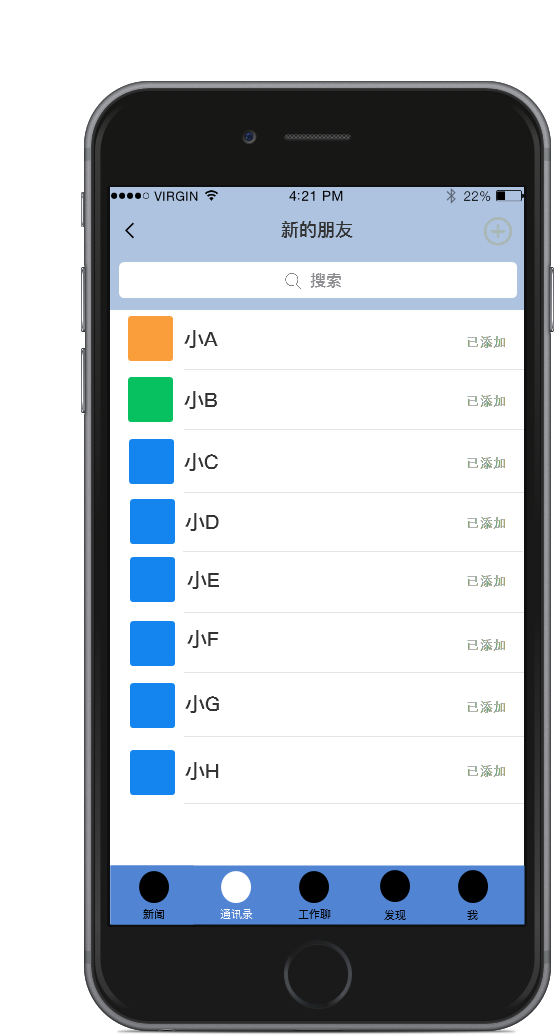 VIRGIN 4:21 PM 22%
新的朋友
搜索
小A 已添加
小B 已添加
小C 已添加
小D 已添加
小E 已添加
小F 已添加
小G 已添加
小H 已添加
新闻 通讯录 工作聊 发现 我